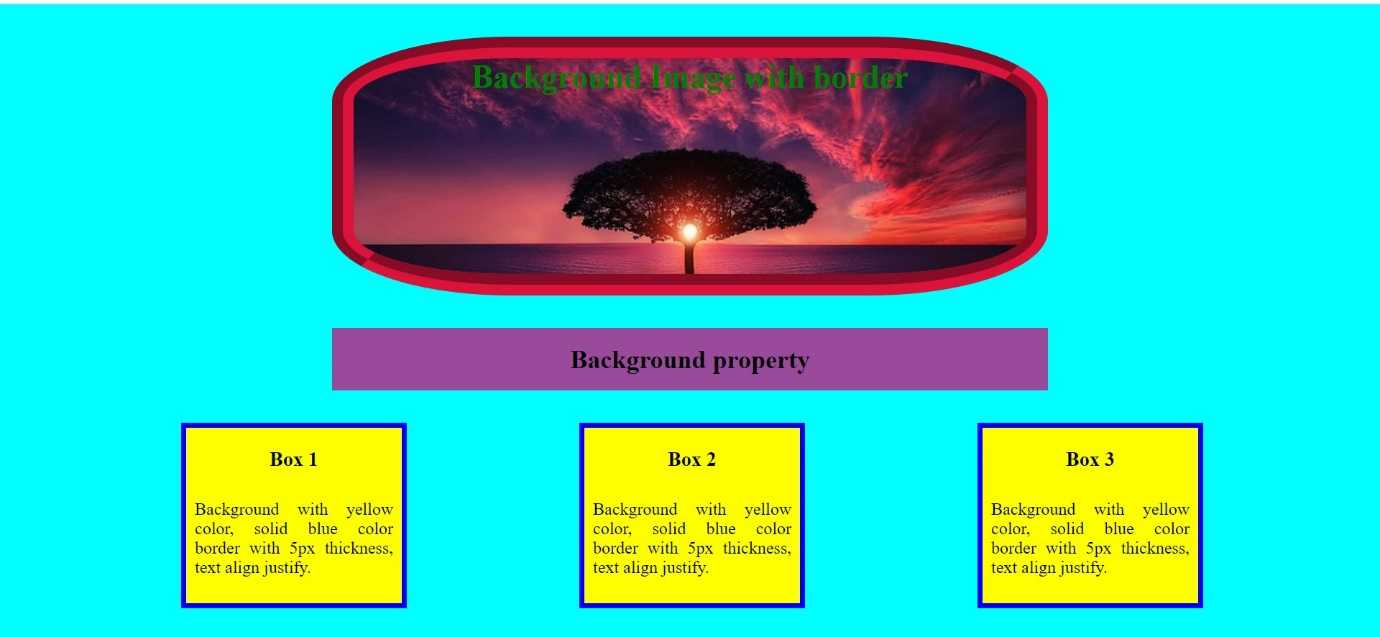 Background Image with border
Background property
Box 1
Background with yellow
color, solid blue color
border with 5px thickness,
text align justify.
Box 2
Background with yellow
color, solid blue color
border with 5px thickness,
text align justify.
Box 3
Background with yellow
color, solid blue color
border with 5px thickness,
text align justify.